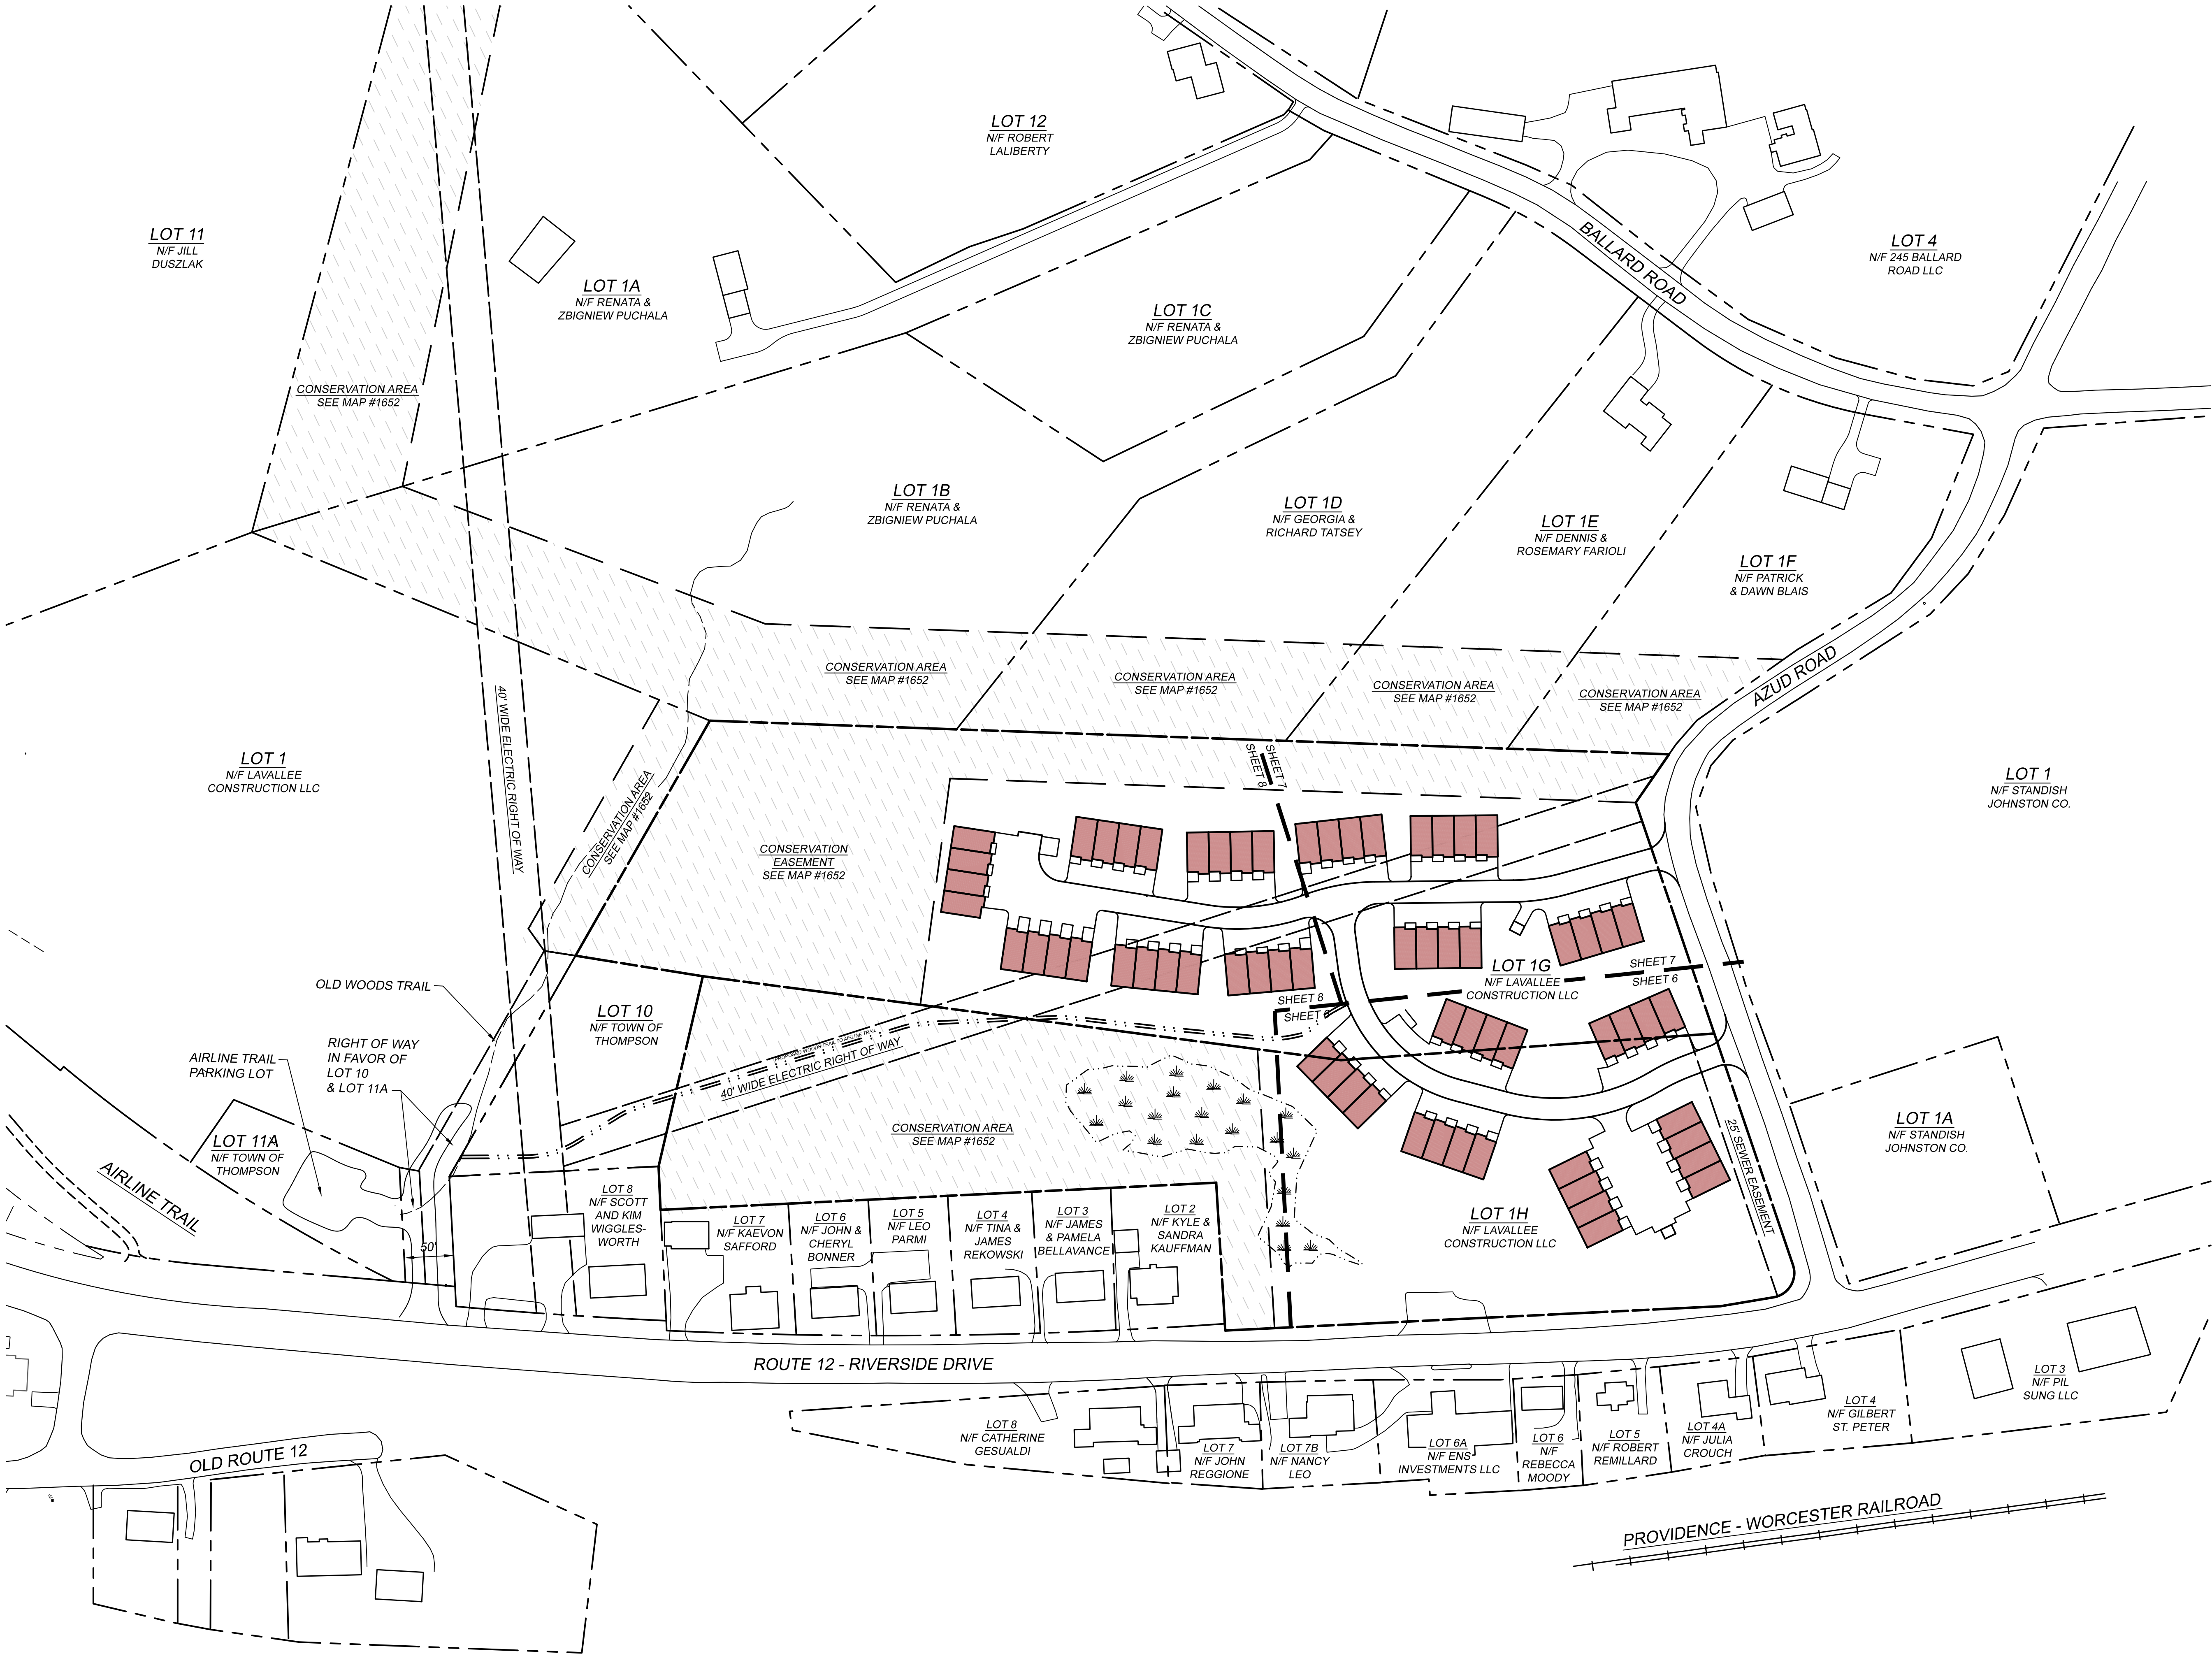 LOT 12
N/F ROBERT
LALIBERTY
LOT 11
N/F JILL
DUSZLAK
BALLARD ROAD
LOT 4
N/F 245 BALLARD
ROAD LLC
LOT 1A
N/F RENATA &
ZBIGNIEW PUCHALA
LOT 1C
N/F RENATA &
ZBIGNIEW PUCHALA
CONSERVATION AREA
SEE MAP #1652
LOT 1B
N/F RENATA &
ZBIGNIEW PUCHALA
LOT 1D
N/F GEORGIA &
RICHARD TATSEY
LOT 1E
N/F DENNIS &
ROSEMARY FARIOLI
LOT 1F
N/F PATRICK
& DAWN BLAIS
CONSERVATION AREA
SEE MAP #1652
CONSERVATION AREA
SEE MAP #1652
CONSERVATION AREA
SEE MAP #1652
CONSERVATION AREA
SEE MAP #1652
AZUD ROAD
40' WIDE ELECTRIC RIGHT OF WAY
LOT 1
N/F LAVALLEE
CONSTRUCTION LLC
CONSERVATION AREA
SEE MAP #1652
SHEET 7
SHEET 8
LOT 1
N/F STANDISH
JOHNSTON CO.
CONSERVATION
EASEMENT
SEE MAP #1652
LOT 1G
N/F LAVALLEE
CONSTRUCTION LLC
SHEET 7
SHEET 6
SHEET 8
SHEET 6
OLD WOODS TRAIL
LOT 10
N/F TOWN OF
THOMPSON
RIGHT OF WAY
IN FAVOR OF
LOT 10
& LOT 11A
AIRLINE TRAIL
PARKING LOT
PROPOSED WOODS TRAIL TO AIRLINE TRAIL
40' WIDE ELECTRIC RIGHT OF WAY
CONSERVATION AREA
SEE MAP #1652
LOT 11A
N/F TOWN OF
THOMPSON
AIRLINE TRAIL
50'
LOT 1A
N/F STANDISH
JOHNSTON CO.
25' SEWER EASEMENT
LOT 1H
N/F LAVALLEE
CONSTRUCTION LLC
LOT 8
N/F SCOTT
AND KIM
WIGGLES-
WORTH
LOT 7
N/F KAEVON
SAFFORD
LOT 6
N/F JOHN &
CHERYL
BONNER
LOT 5
N/F LEO
PARMI
LOT 4
N/F TINA &
JAMES
REKOWSKI
LOT 3
N/F JAMES
& PAMELA
BELLAVANCE
LOT 2
N/F KYLE &
SANDRA
KAUFFMAN
ROUTE 12 - RIVERSIDE DRIVE
LOT 8
N/F CATHERINE
GESUALDI
LOT 7
N/F JOHN
REGGIONE
LOT 7B
N/F NANCY
LEO
LOT 6A
N/F ENS
INVESTMENTS LLC
LOT 6
N/F
REBECCA
MOODY
LOT 5
N/F ROBERT
REMILLARD
LOT 4A
N/F JULIA
CROUCH
LOT 4
N/F GILBERT
ST. PETER
LOT 3
N/F PIL
SUNG LLC
OLD ROUTE 12
PROVIDENCE - WORCESTER RAILROAD